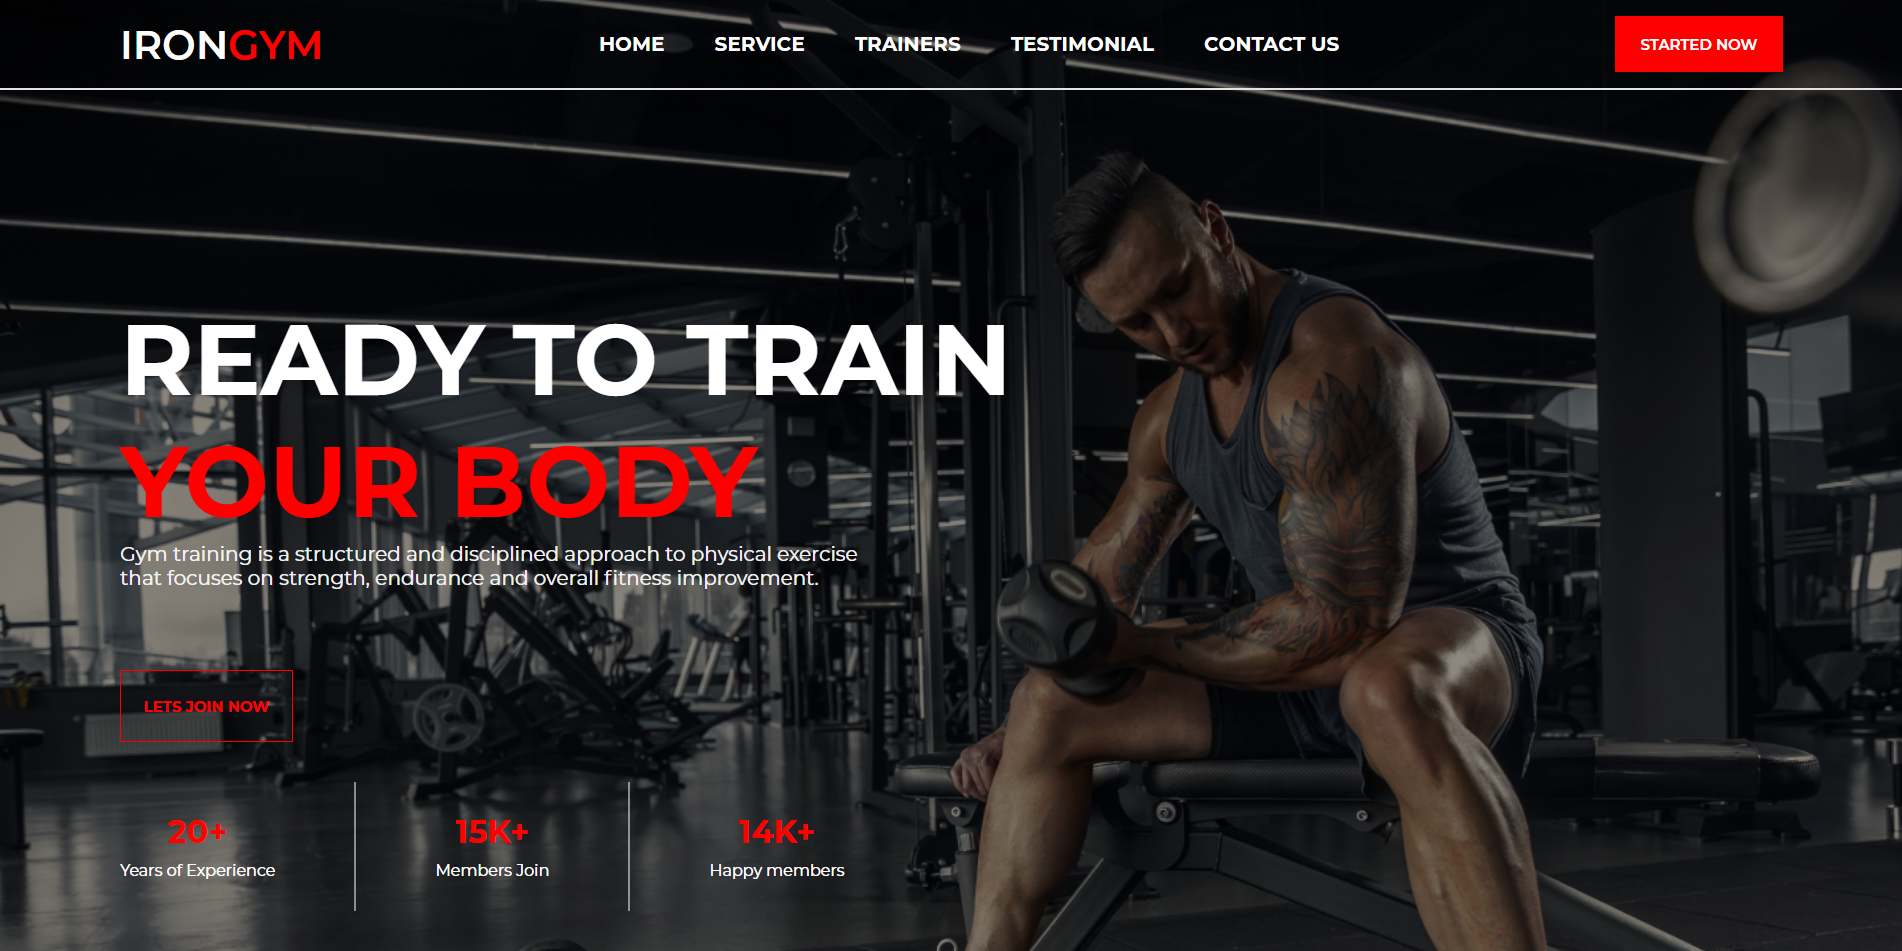 IRONGYM
HOME SERVICE TRAINERS TESTIMONIAL CONTACT US
STARTED NOW
READY TO TRAIN
YOUR BODY
Gym training is a structured and disciplined approach to physical exercise
that focuses on strength, endurance and overall fitness improvement.
LETS JOIN NOW
20+
Years of Experience
15K+
Members Join
14K+
Happy members